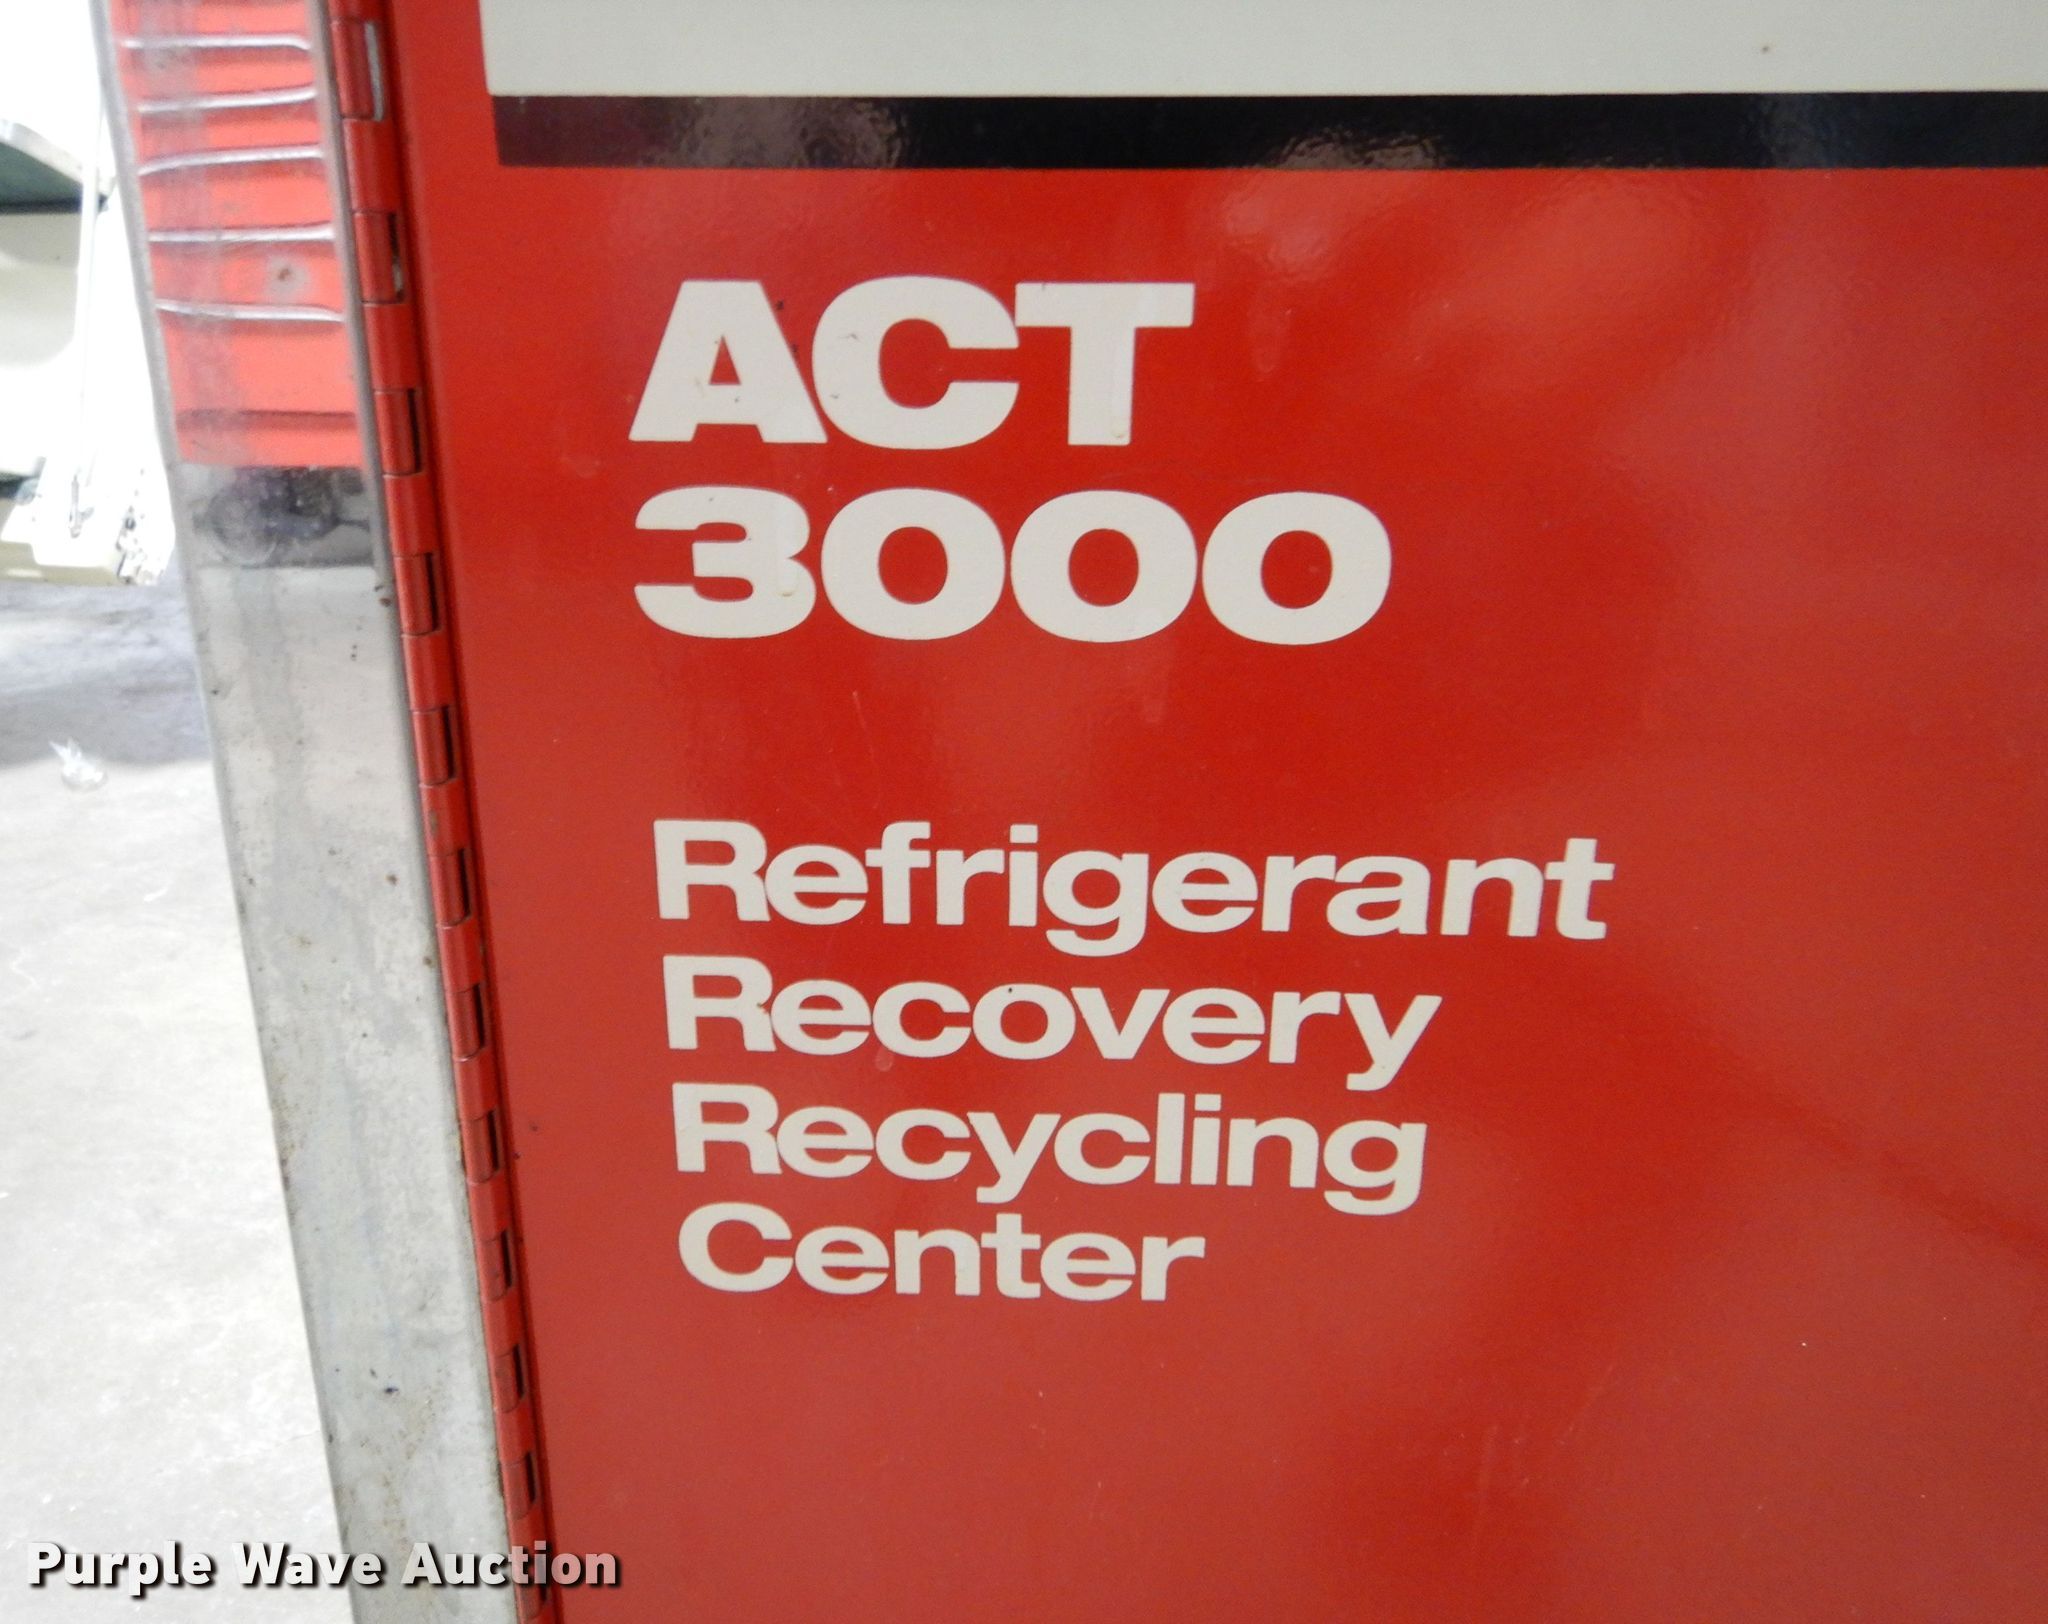 ACT
3000
Refrigerant
Recovery
Recycling
Center
Purple Wave Auction